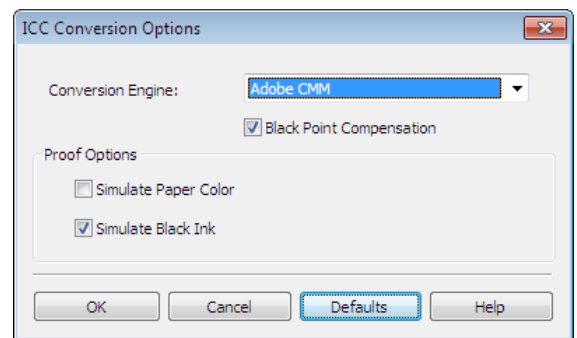 ICC Conversion Options
Conversion Engine: Adobe CMM
Black Point Compensation
Proof Options
Simulate Paper Color
Simulate Black Ink
OK Cancel Defaults Help